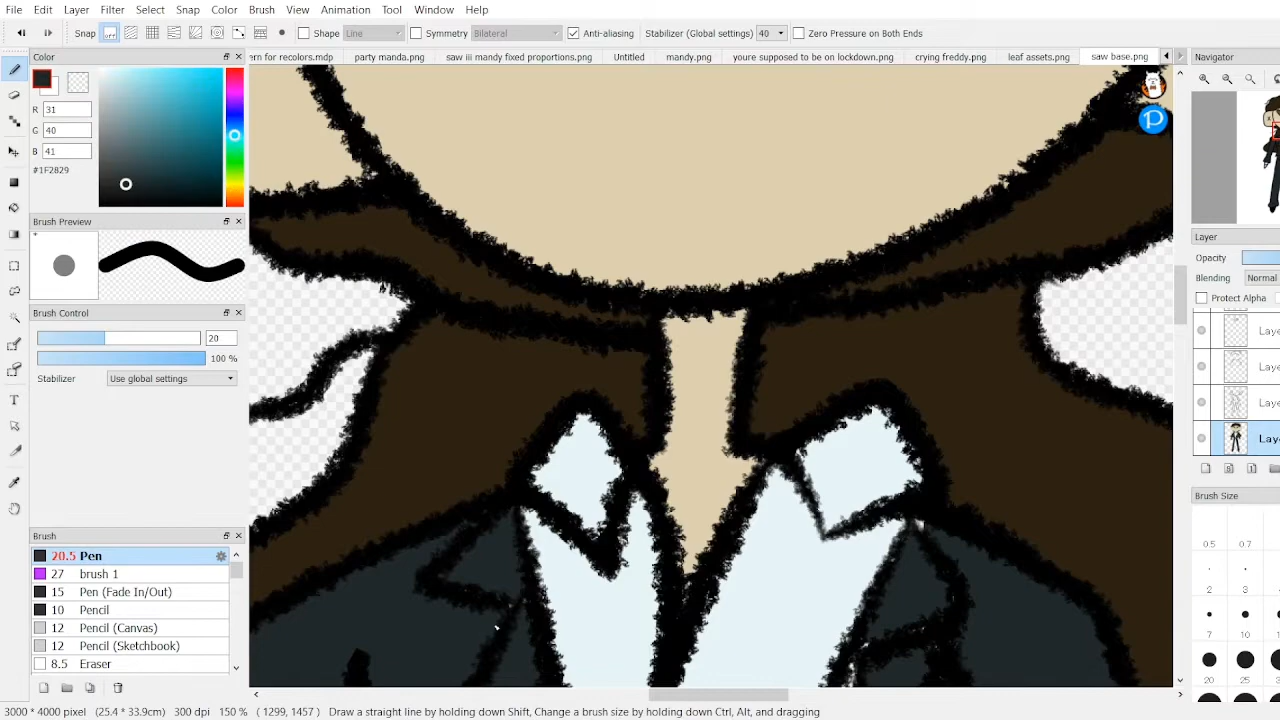 File Edit Layer Filter Select Snap Color Brush View Animation Tool Window Help
Snap Shape Line Symmetry Bilateral Anti-aliasing Stabilizer (Global settings) 40 Zero Pressure on Both Ends
Color
ern for recolors.mdp party manda.png saw iii mandy fixed proportions.png Untitled mandy.png youre supposed to be on lockdown.png crying freddy.png leaf assets.png saw base.png
Navigator
R 31
G 40
B 41
#1F2829
Brush Preview
Brush Control
20
100 %
Stabilizer Use global settings
Brush
20.5 Pen
27 brush 1
15 Pen (Fade In/Out)
10 Pencil
12 Pencil (Canvas)
12 Pencil (Sketchbook)
8.5 Eraser
Layer
Opacity
Blending Normal
Protect Alpha
Laye
Laye
Laye
Laye
Brush Size
0.5 0.7
2 3
7 10
20 25 3
3000 * 4000 pixel (25.4 * 33.9cm) 300 dpi 150 % ( 1299, 1457 ) Draw a straight line by holding down Shift, Change a brush size by holding down Ctrl, Alt, and dragging